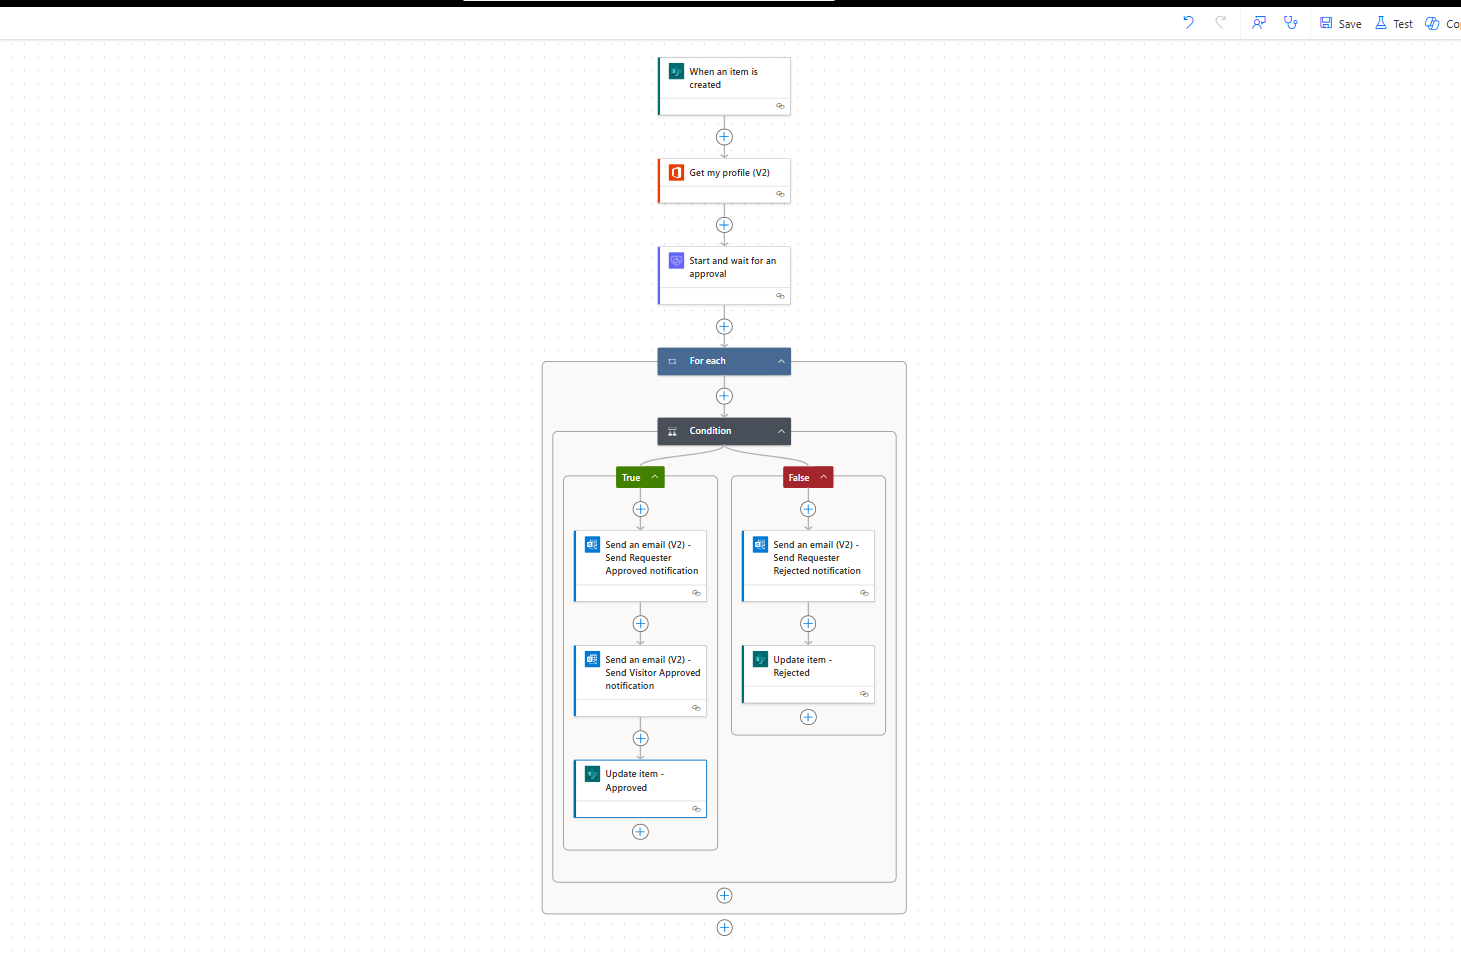 Save
Test
When an item is
created
Get my profile (V2)
Start and wait for an
approval
For each
Condition
True
False
Send an email (V2) -
Send Requester
Approved notification
Send an email (V2) -
Send Requester
Rejected notification
Send an email (V2) -
Send Visitor Approved
notification
Update item -
Rejected
Update item -
Approved